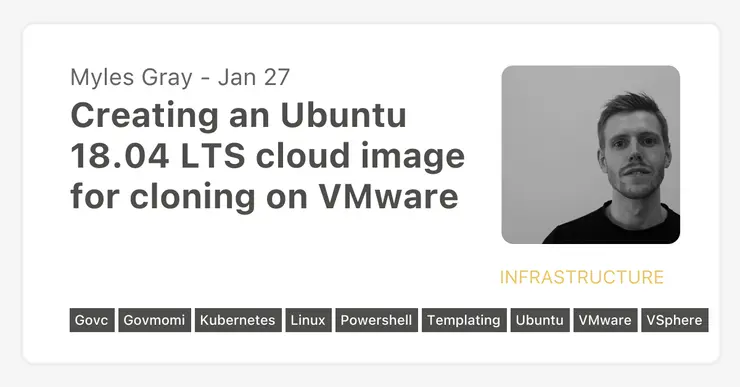 Myles Gray - Jan 27
Creating an Ubuntu
18.04 LTS cloud image
for cloning on VMware
INFRASTRUCTURE
Govc Govmomi Kubernetes Linux Powershell Templating Ubuntu VMware VSphere